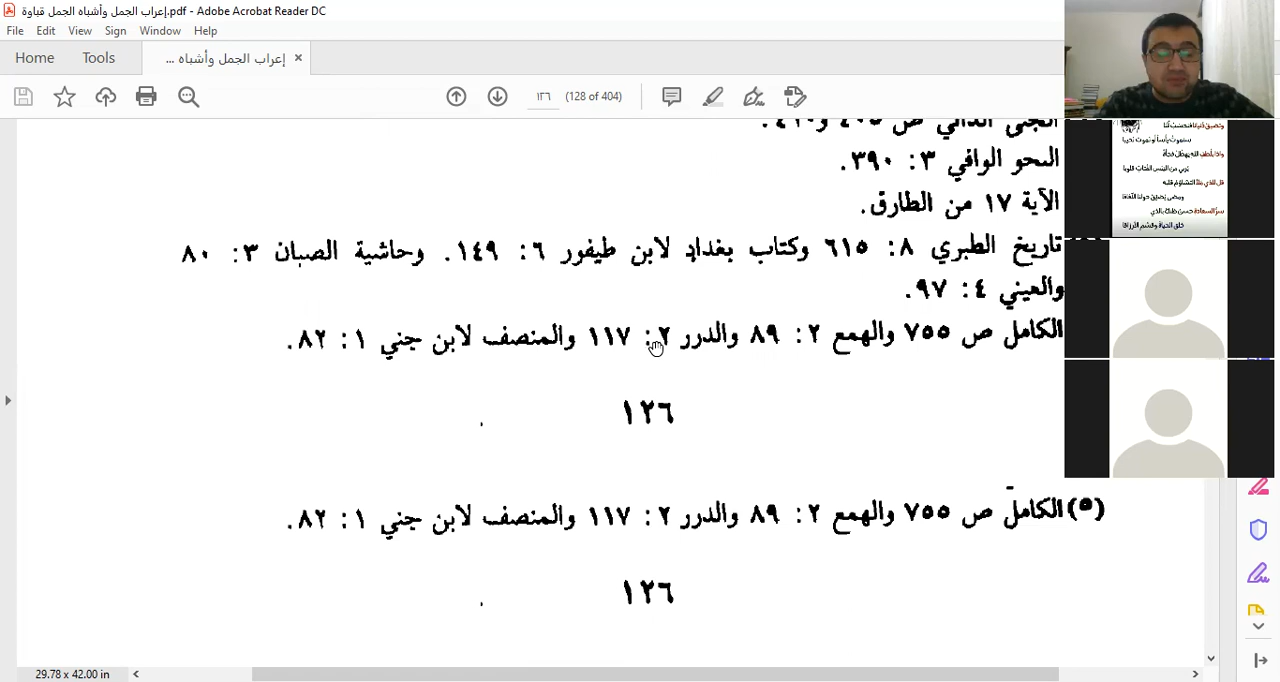 إعراب الجمل وأشباه الجمل قباوة.pdf - Adobe Acrobat Reader DC
File Edit View Sign Window Help
Home Tools إعراب الجمل وأشباه ... ×
١٢٦ (128 of 404)
الجنى الداني ص
النحو الوافي ٣ : ٣٩٠.
الآية ١٧ من الطارق.
تاريخ الطبري ٨ : ٦١٥ وكتاب بغداد لابن طيفور ٦ : ١٤٩. وحاشية الصبان ٣ : ٨٠
والعيني ٤ : ٩٧.
الكامل ص ٧٥٥ والهمع ٢ : ٨٩ والدرر ٢ : ١١٧ والمنصف لابن جني ١ : ٨٢.
١٢٦
(٥) الكامل ص ٧٥٥ والهمع ٢ : ٨٩ والدرر ٢ : ١١٧ والمنصف لابن جني ١ : ٨٢.
١٢٦
29.78 x 42.00 in